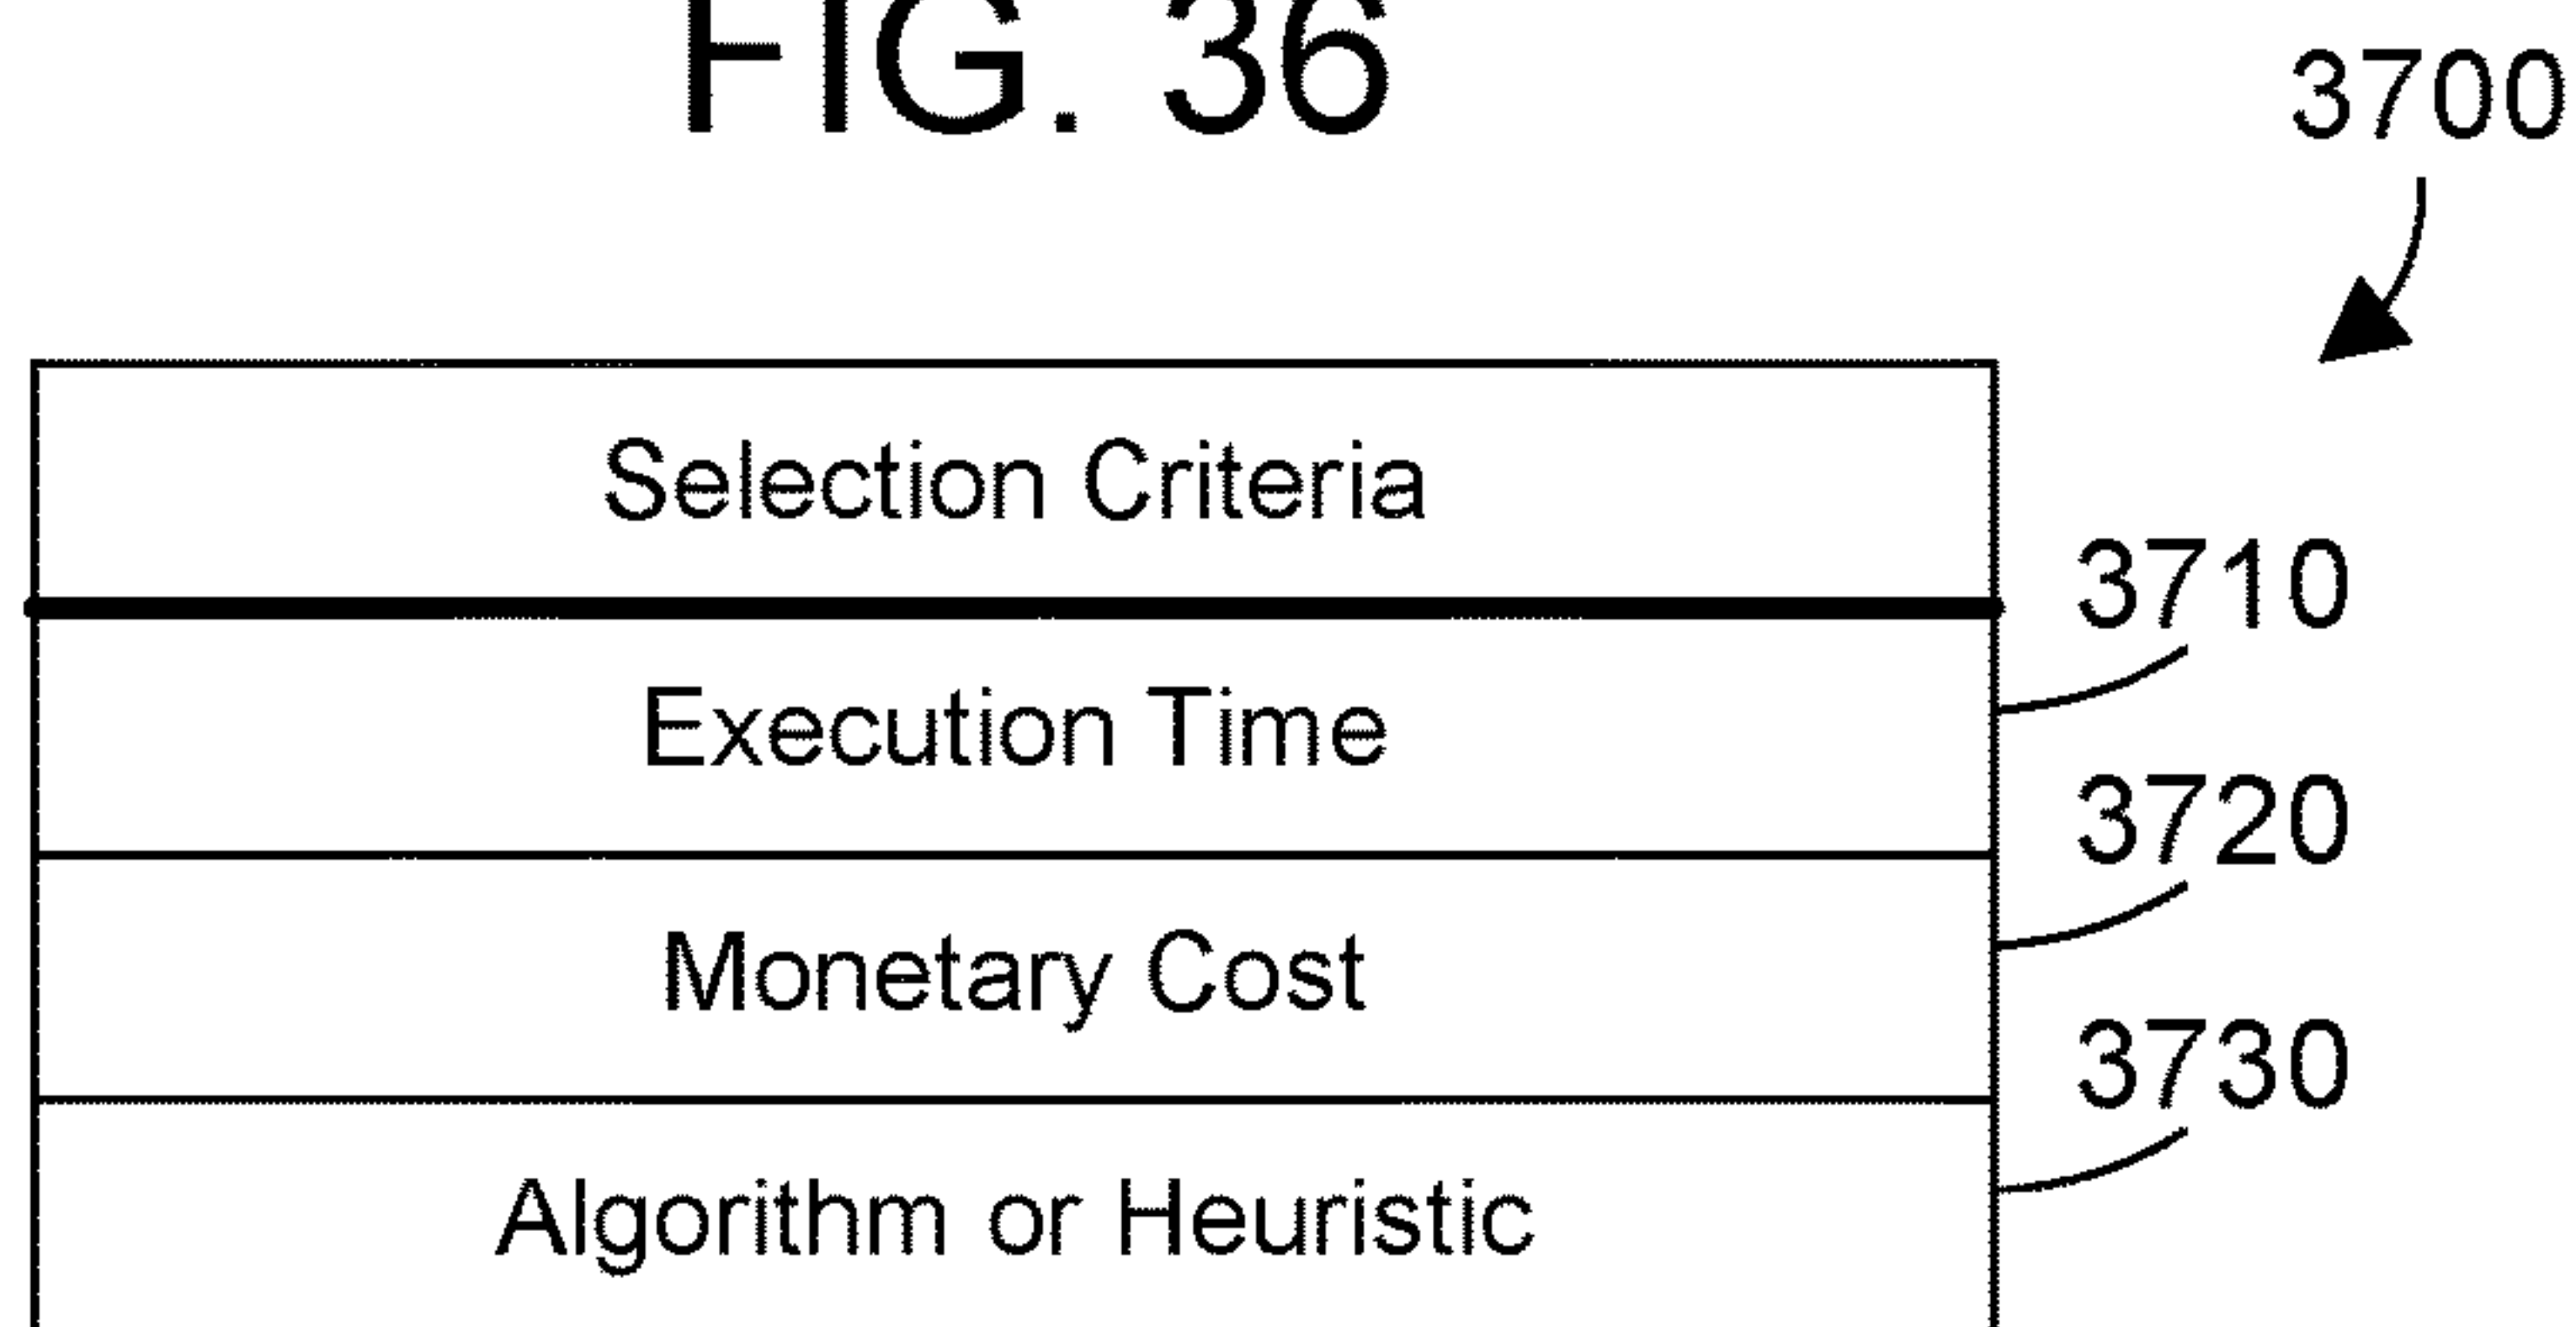 FIG. 36
3700
Selection Criteria
3710
Execution Time
3720
Monetary Cost
3730
Algorithm or Heuristic